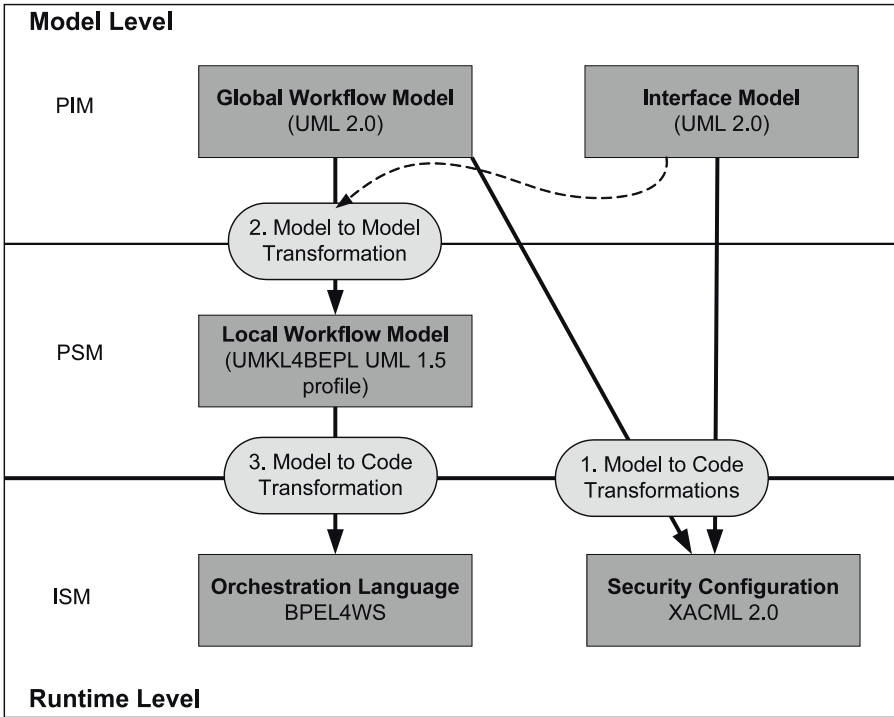 Model Level
PIM
Global Workflow Model
(UML 2.0)
Interface Model
(UML 2.0)
2. Model to Model
Transformation
PSM
Local Workflow Model
(UMKL4BEPL UML 1.5
profile)
3. Model to Code
Transformation
1. Model to Code
Transformations
ISM
Orchestration Language
BPEL4WS
Security Configuration
XACML 2.0
Runtime Level